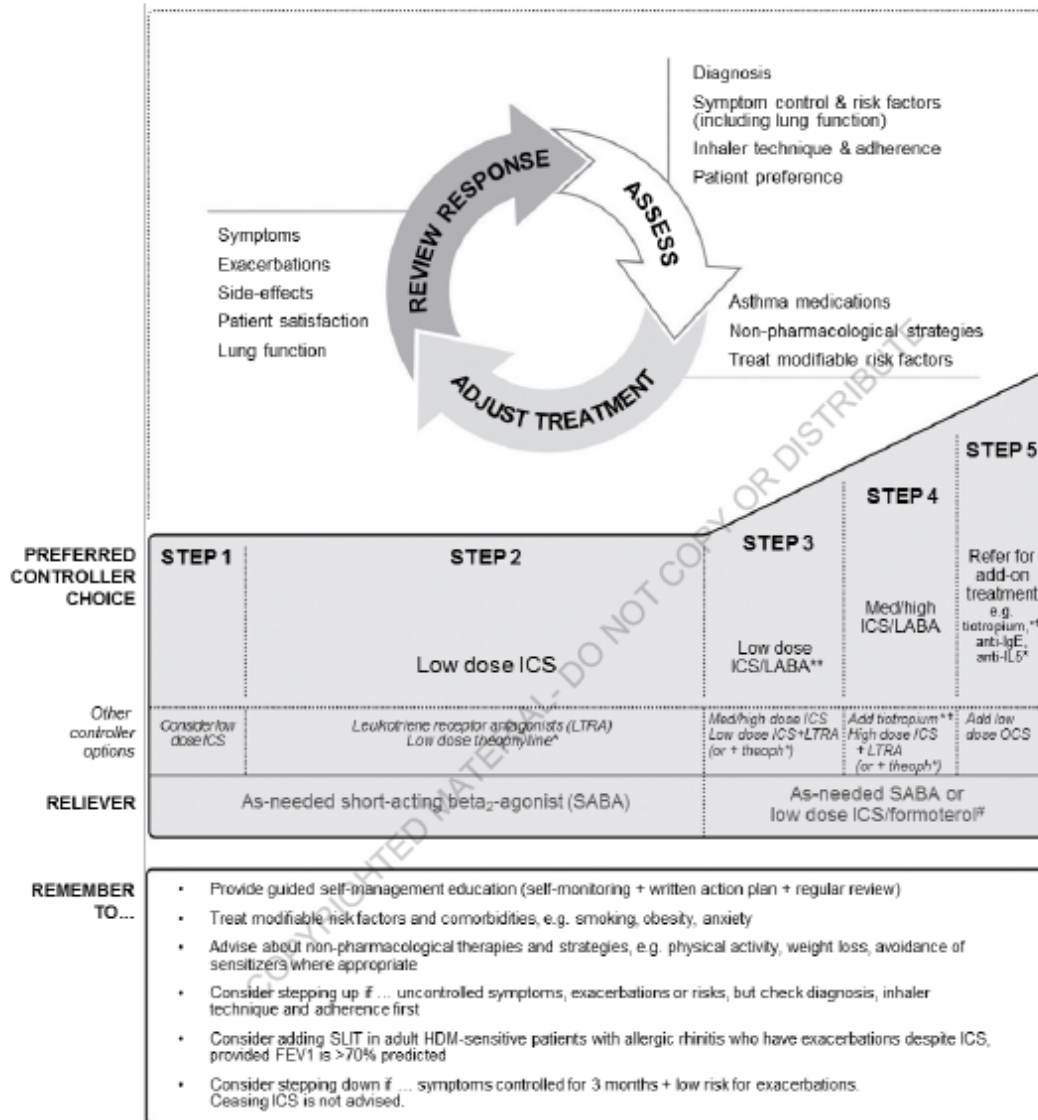 Diagnosis
Symptom control & risk factors
(including lung function)
Inhaler technique & adherence
Patient preference
REVIEW RESPONSE
ASSESS
Symptoms
Exacerbations
Side-effects
Patient satisfaction
Lung function
Asthma medications
Non-pharmacological strategies
Treat modifiable risk factors
ADJUST TREATMENT
COPYRIGHTED MATERIAL- DO NOT COPY OR DISTRIBUTE
PREFERRED
CONTROLLER
CHOICE
STEP 1
STEP 2
Low dose ICS
STEP 3
Low dose
ICS/LABA**
STEP 4
Med/high
ICS/LABA
STEP 5
Refer for
add-on
treatment
e.g.
tiotropium,*†
anti-IgE,
anti-IL5*
Other
controller
options
Consider low
dose ICS
Leukotriene receptor antagonists (LTRA)
Low dose theophylline*
Med/high dose ICS
Low dose ICS+LTRA
(or + theoph*)
Add tiotropium*†
High dose ICS
+ LTRA
(or + theoph*)
Add low
dose OCS
RELIEVER
As-needed short-acting beta₂-agonist (SABA)
As-needed SABA or
low dose ICS/formoterol#
REMEMBER
TO...
• Provide guided self-management education (self-monitoring + written action plan + regular review)
• Treat modifiable risk factors and comorbidities, e.g. smoking, obesity, anxiety
• Advise about non-pharmacological therapies and strategies, e.g. physical activity, weight loss, avoidance of
sensitizers where appropriate
• Consider stepping up if ... uncontrolled symptoms, exacerbations or risks, but check diagnosis, inhaler
technique and adherence first
• Consider adding SLIT in adult HDM-sensitive patients with allergic rhinitis who have exacerbations despite ICS,
provided FEV1 is >70% predicted
• Consider stepping down if ... symptoms controlled for 3 months + low risk for exacerbations.
Ceasing ICS is not advised.